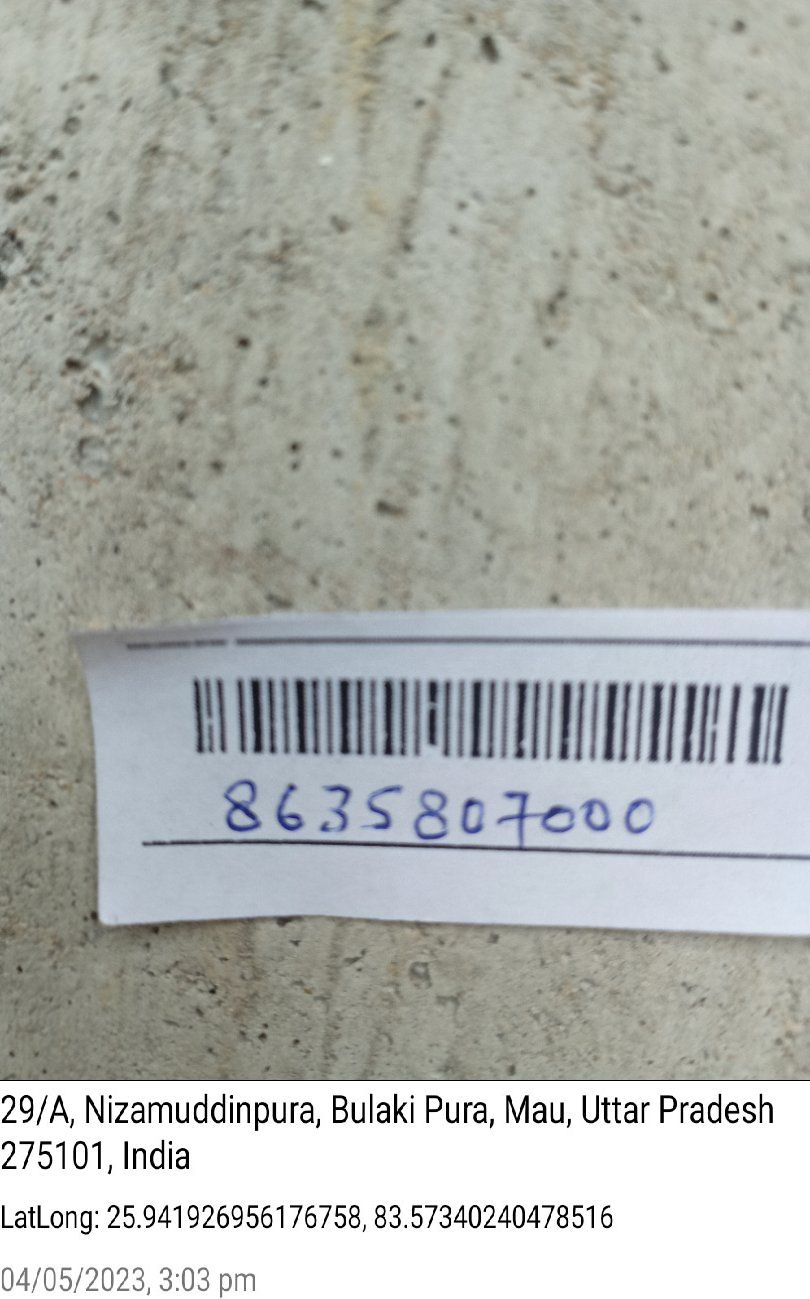 8635807000
29/A, Nizamuddinpura, Bulaki Pura, Mau, Uttar Pradesh
275101, India
LatLong: 25.941926956176758, 83.57340240478516
04/05/2023, 3:03 pm